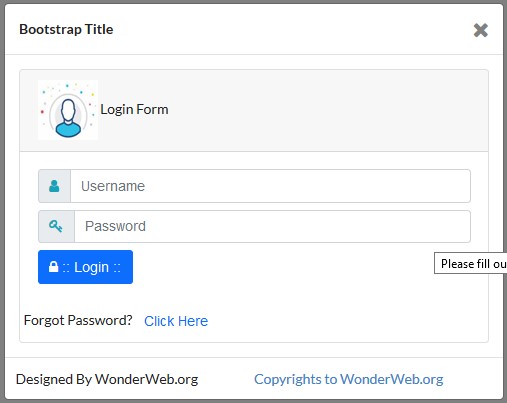 Bootstrap Title
Login Form
Username
Password
:: Login ::
Please fill ou
Forgot Password? Click Here
Designed By WonderWeb.org Copyrights to WonderWeb.org